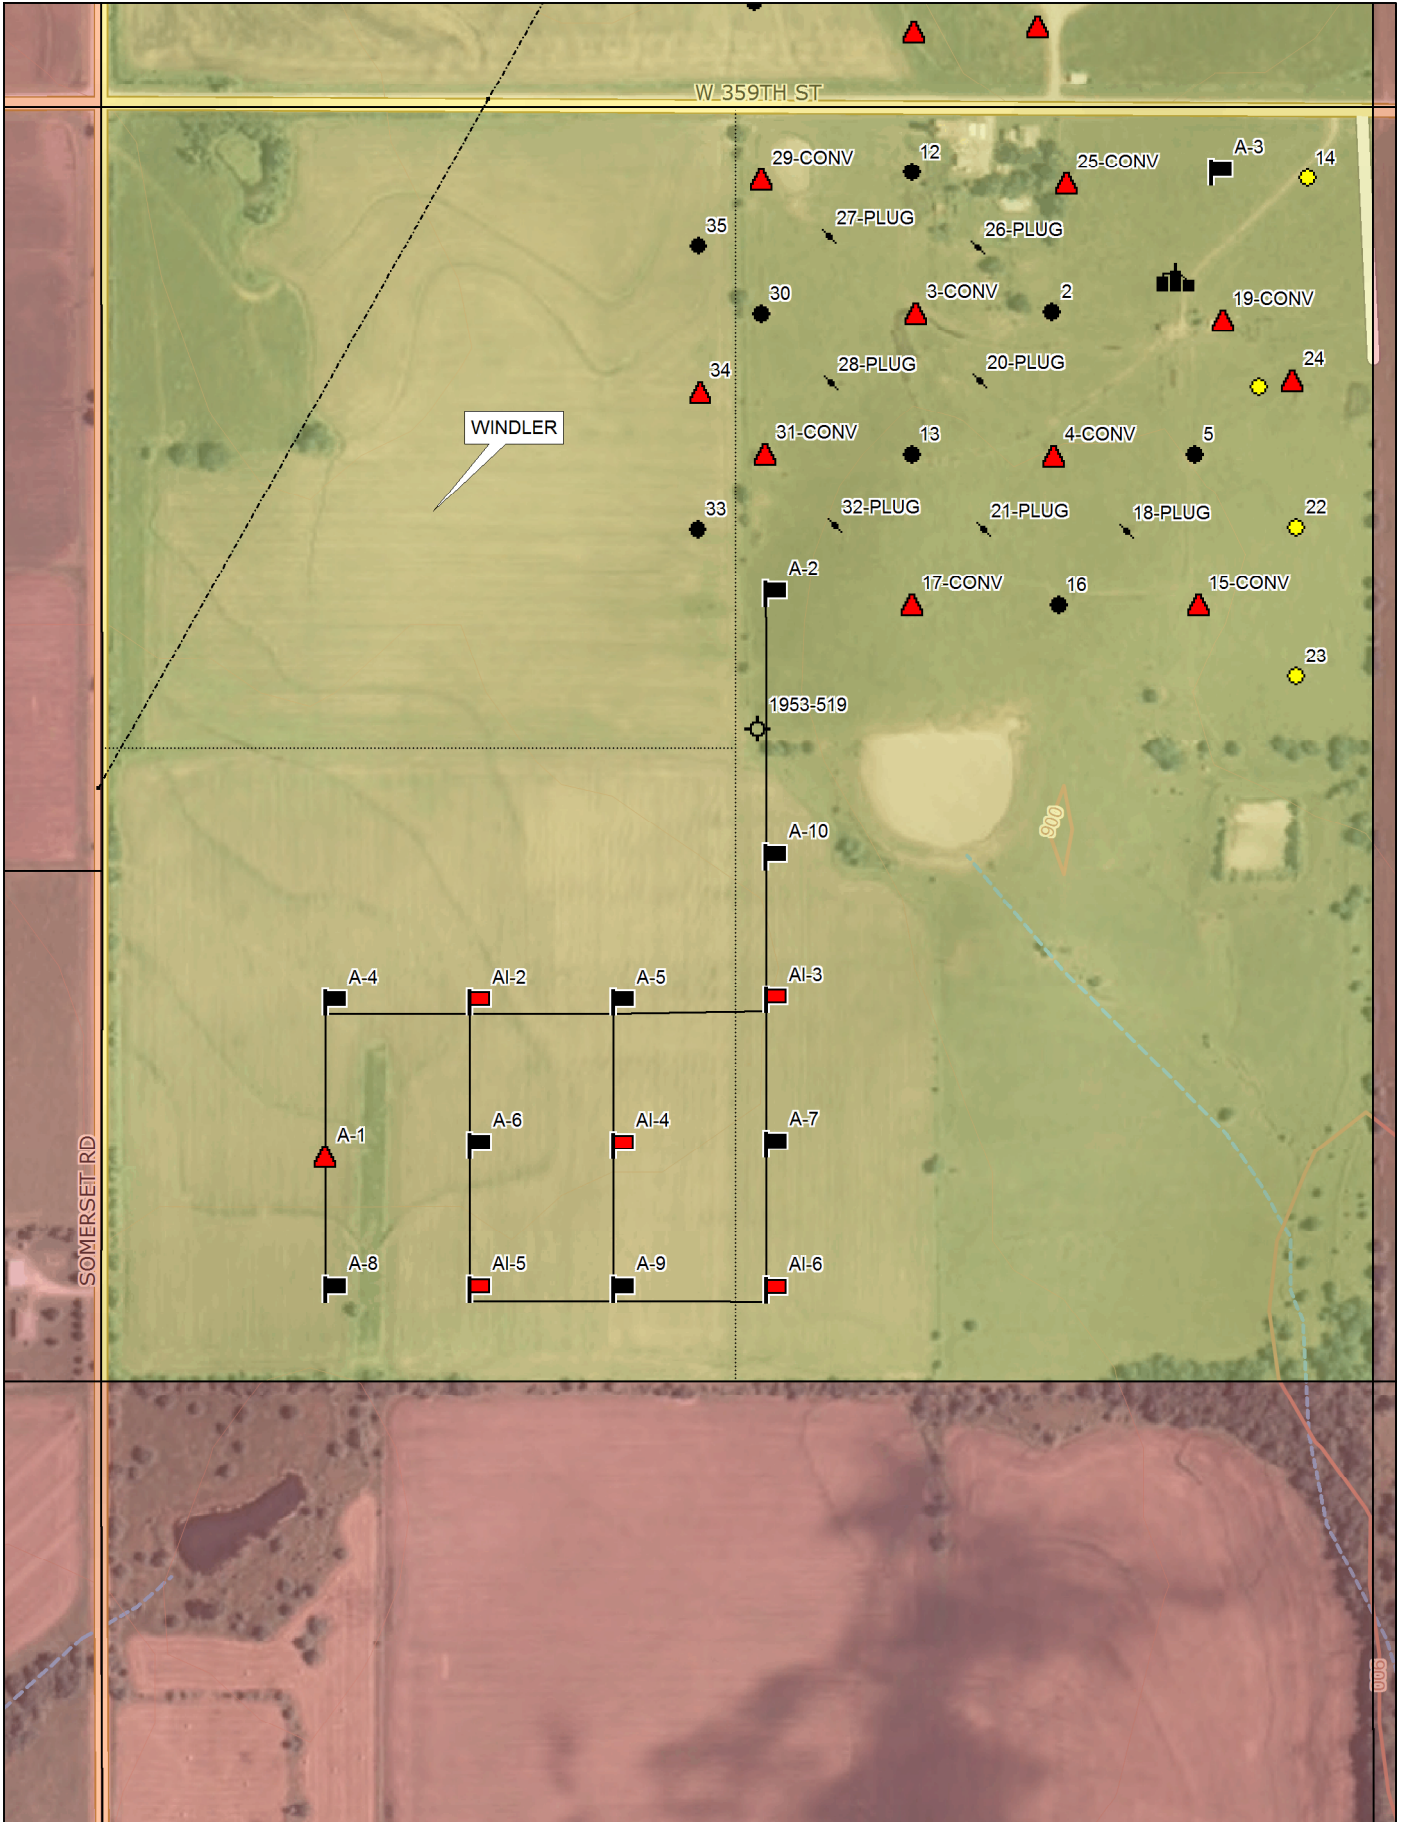 W 359TH ST
29-CONV
12
25-CONV
A-3
14
27-PLUG
26-PLUG
35
30
3-CONV
2
19-CONV
28-PLUG
20-PLUG
34
24
WINDLER
31-CONV
13
4-CONV
5
33
32-PLUG
21-PLUG
18-PLUG
22
A-2
17-CONV
16
15-CONV
23
1953-519
900
A-10
A-4
AI-2
A-5
AI-3
A-1
A-6
AI-4
A-7
SOMERSET RD
A-8
AI-5
A-9
AI-6
900